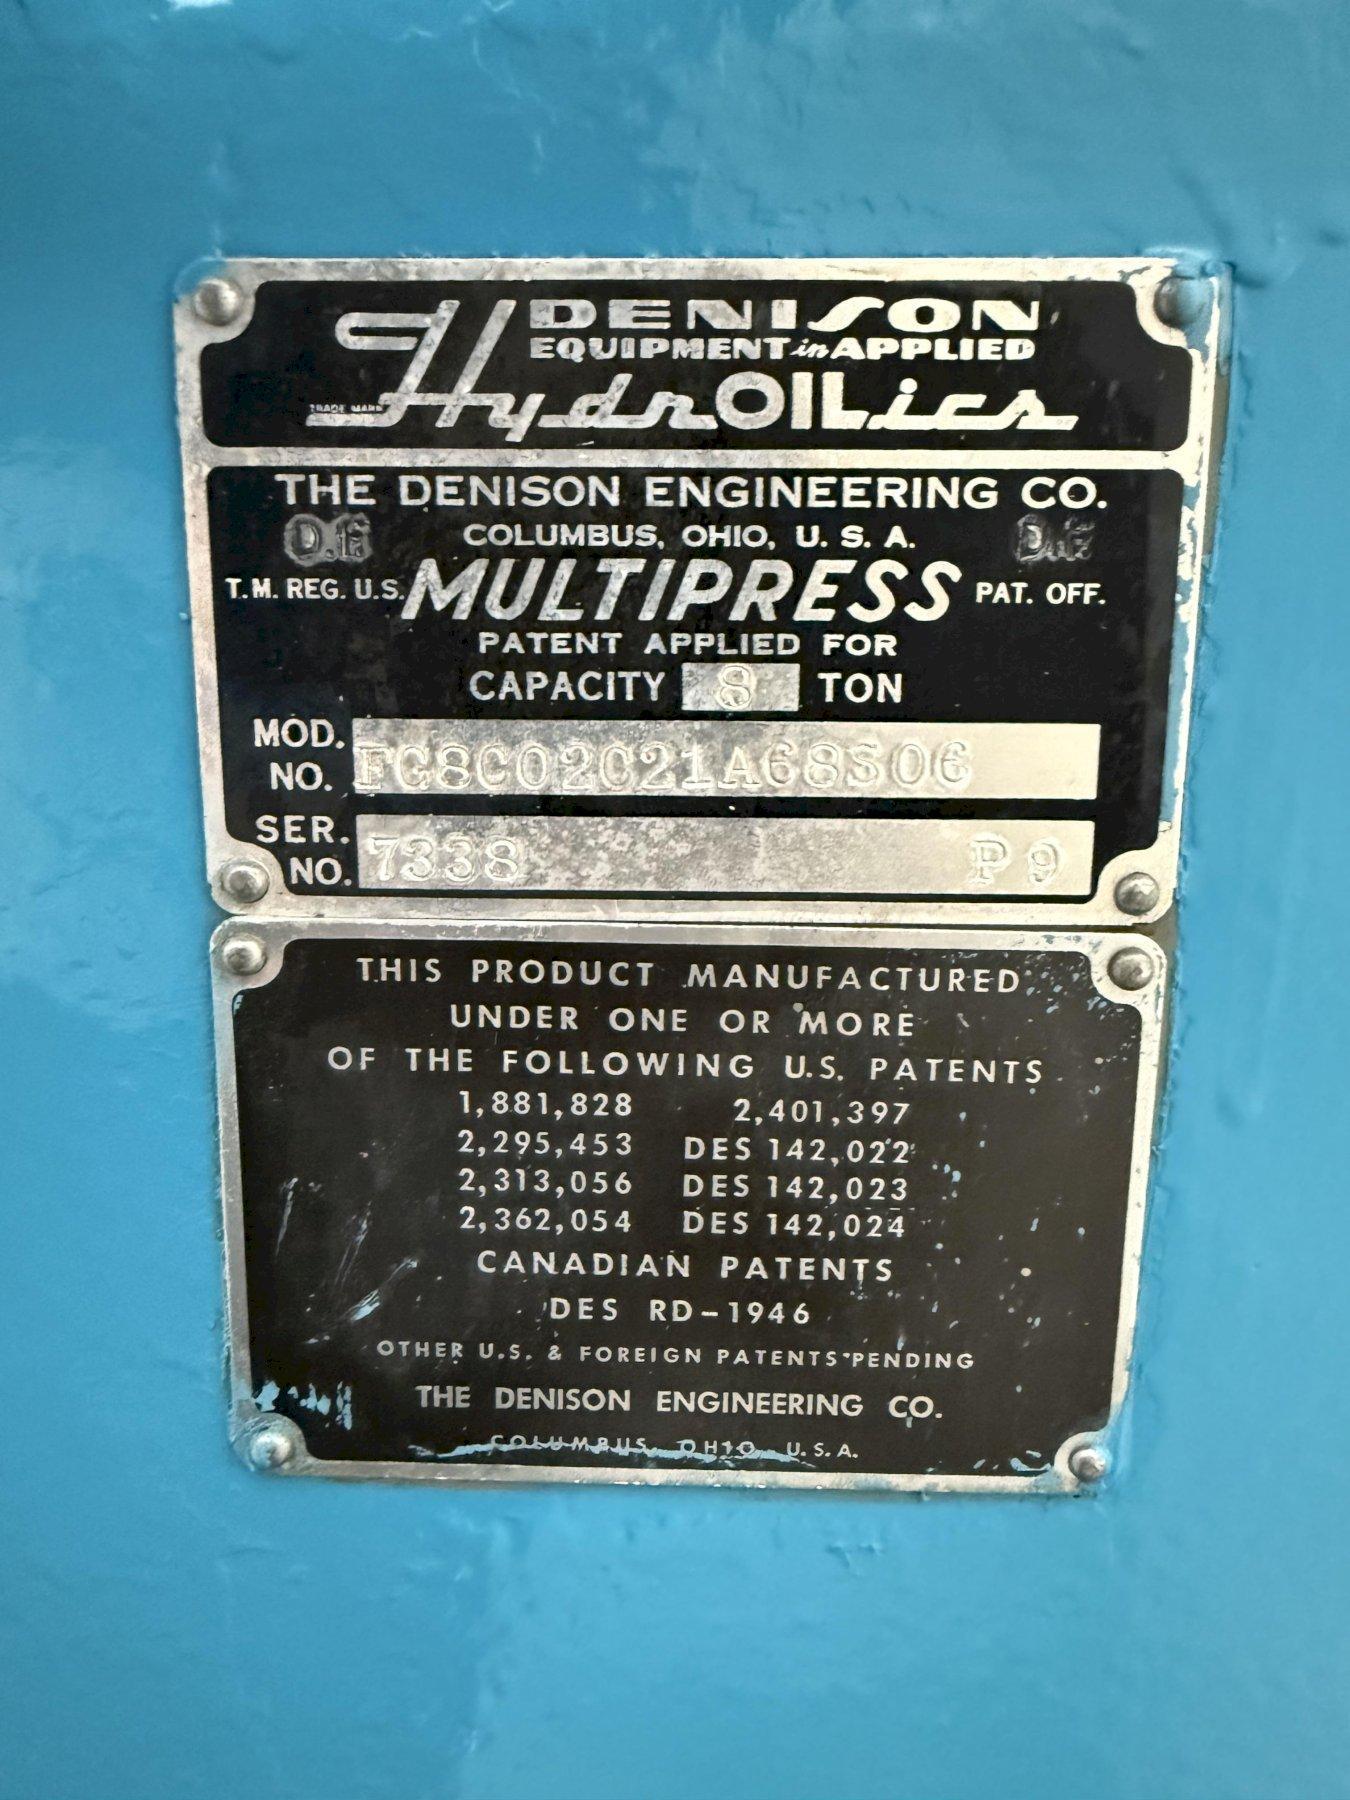 DENISON
EQUIPMENT in APPLIED
HydrOILics
TRADE MARK
THE DENISON ENGINEERING CO.
COLUMBUS, OHIO, U. S. A.
T.M. REG. U.S. MULTIPRESS PAT. OFF.
PATENT APPLIED FOR
CAPACITY 8 TON
MOD. NO. FG8C02C21A68S06
SER. NO. 7338 P9
THIS PRODUCT MANUFACTURED
UNDER ONE OR MORE
OF THE FOLLOWING U.S. PATENTS
1,881,828 2,401,397
2,295,453 DES 142,022
2,313,056 DES 142,023
2,362,054 DES 142,024
CANADIAN PATENTS
DES RD-1946
OTHER U.S. & FOREIGN PATENTS PENDING
THE DENISON ENGINEERING CO.
COLUMBUS, OHIO, U.S.A.